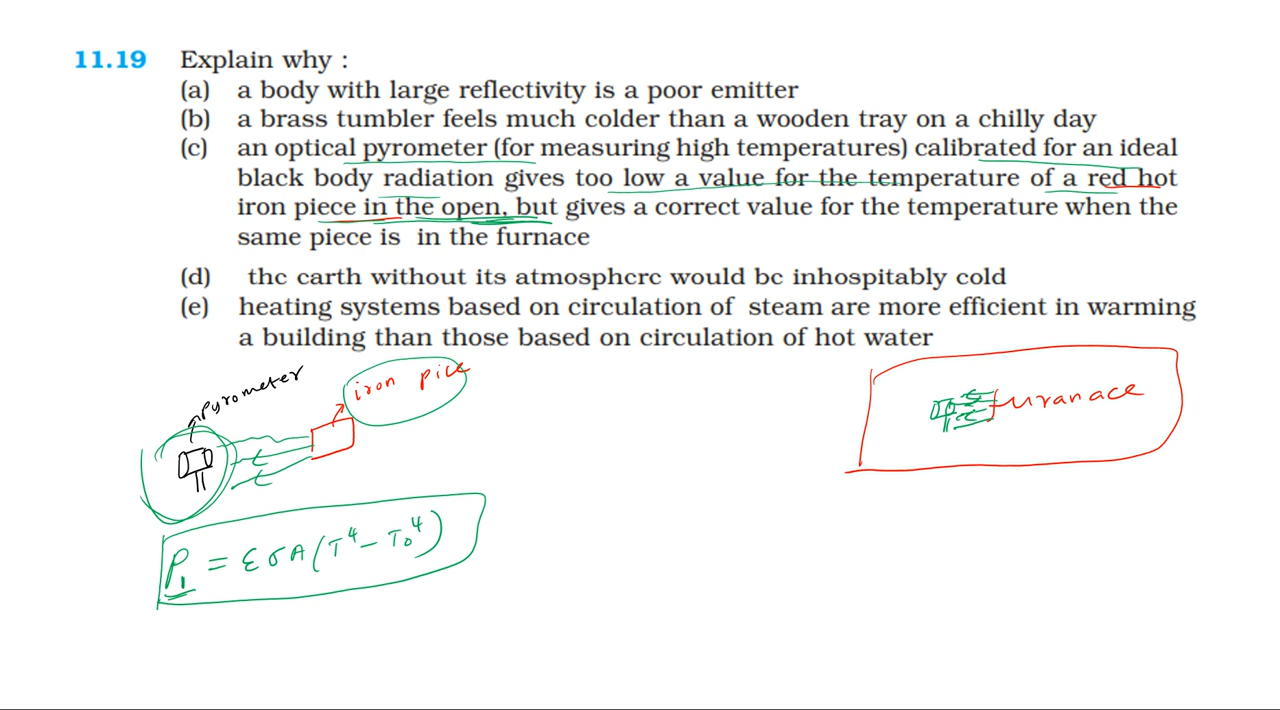 11.19 Explain why :
(a) a body with large reflectivity is a poor emitter
(b) a brass tumbler feels much colder than a wooden tray on a chilly day
(c) an optical pyrometer (for measuring high temperatures) calibrated for an ideal
black body radiation gives too low a value for the temperature of a red hot
iron piece in the open, but gives a correct value for the temperature when the
same piece is in the furnace
(d) thc carth without its atmosphcrc would bc inhospitably cold
(e) heating systems based on circulation of steam are more efficient in warming
a building than those based on circulation of hot water
Pyrometer
iron pice
furanace
P₁ = εσA(T⁴ - T₀⁴)